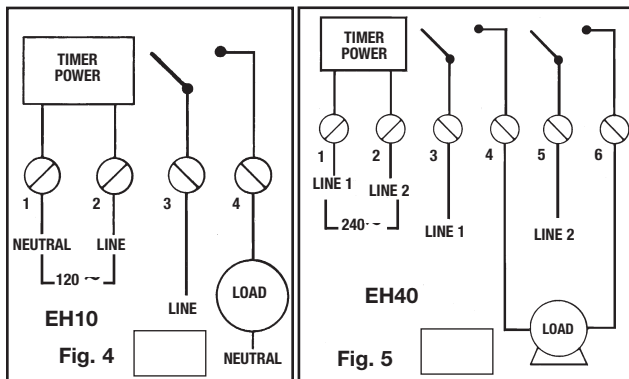 TIMER
POWER
1 2 3 4
NEUTRAL LINE
120 ~
LINE
LOAD
NEUTRAL
EH10
Fig. 4
TIMER
POWER
1 2 3 4 5 6
LINE 1 LINE 2
240 ~
LINE 1 LINE 2
EH40
LOAD
Fig. 5